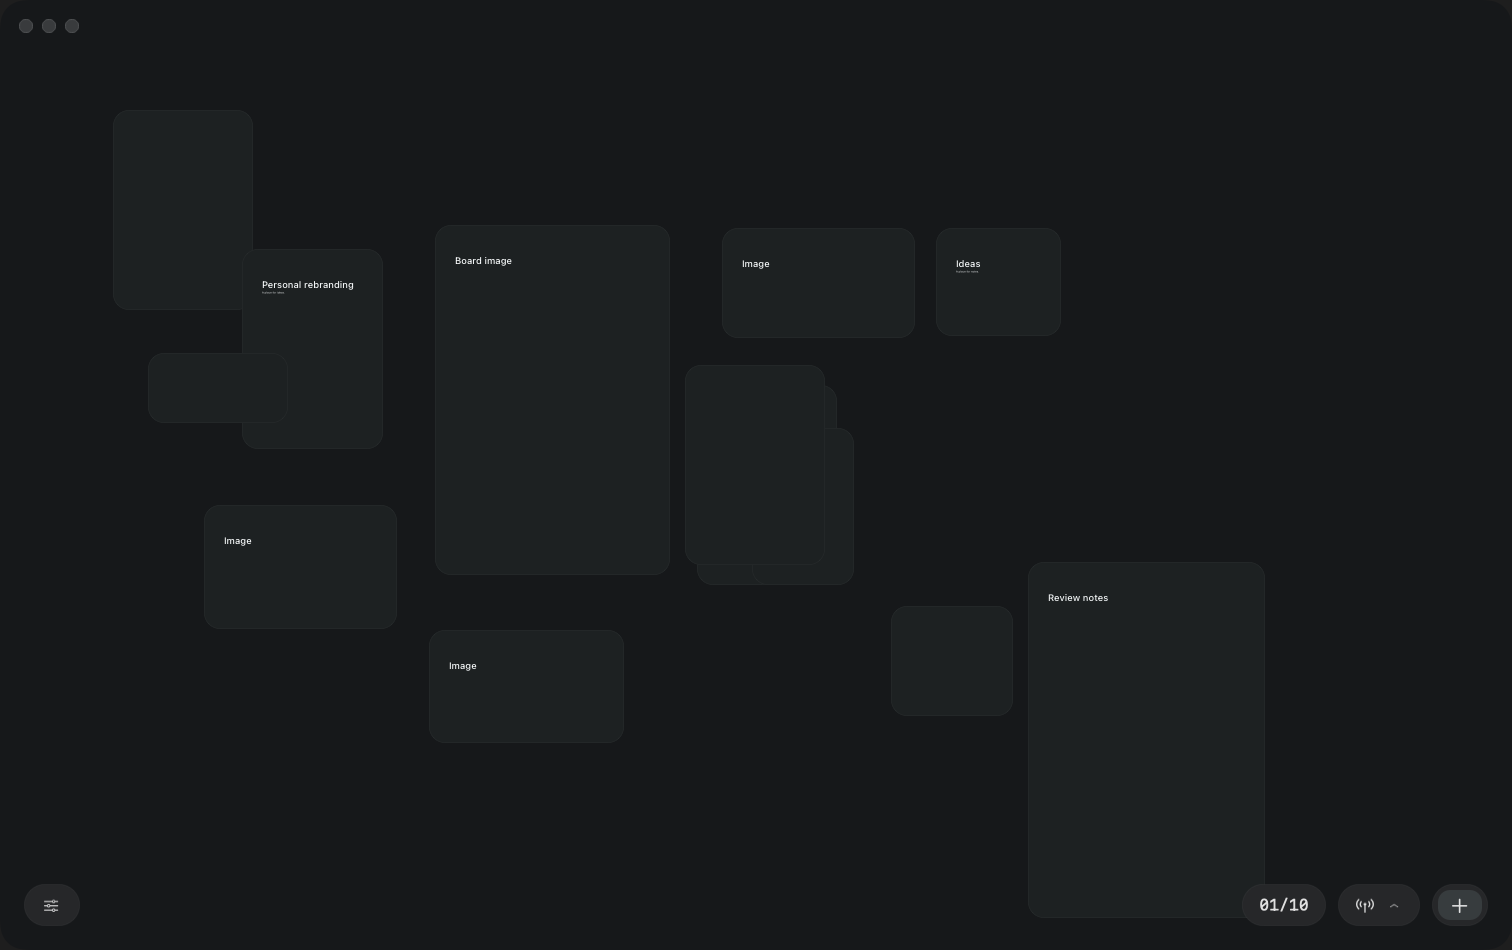 Personal rebranding
Board image
Image
Ideas
Image
Image
Review notes
01/10